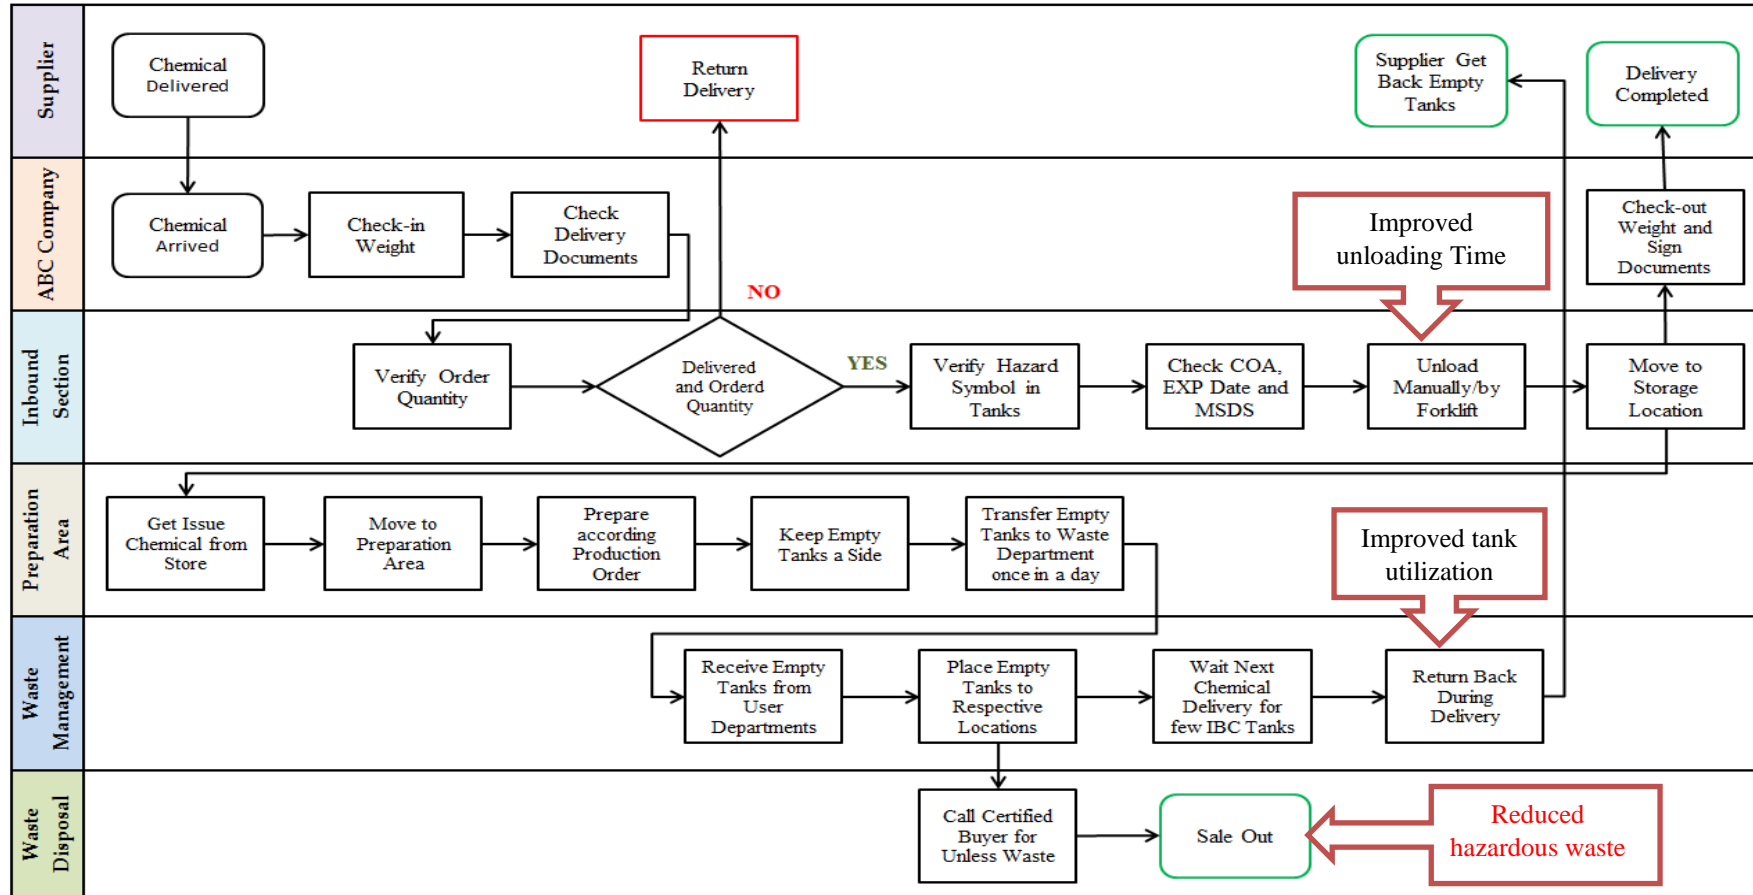 Supplier
Chemical
Delivered
Return
Delivery
Supplier Get
Back Empty
Tanks
Delivery
Completed
ABC Company
Chemical
Arrived
Check-in
Weight
Check
Delivery
Documents
NO
Improved
unloading Time
Check-out
Weight and
Sign
Documents
Inbound
Section
Verify Order
Quantity
Delivered
and Orderd
Quantity
YES
Verify Hazard
Symbol in
Tanks
Check COA,
EXP Date and
MSDS
Unload
Manually/by
Forklift
Move to
Storage
Location
Preparation
Area
Get Issue
Chemical from
Store
Move to
Preparation
Area
Prepare
according
Production
Order
Keep Empty
Tanks a Side
Transfer Empty
Tanks to Waste
Department
once in a day
Improved tank
utilization
Waste
Management
Receive Empty
Tanks from
User
Departments
Place Empty
Tanks to
Respective
Locations
Wait Next
Chemical
Delivery for
few IBC Tanks
Return Back
During
Delivery
Waste
Disposal
Call Certified
Buyer for
Unless Waste
Sale Out
Reduced
hazardous waste